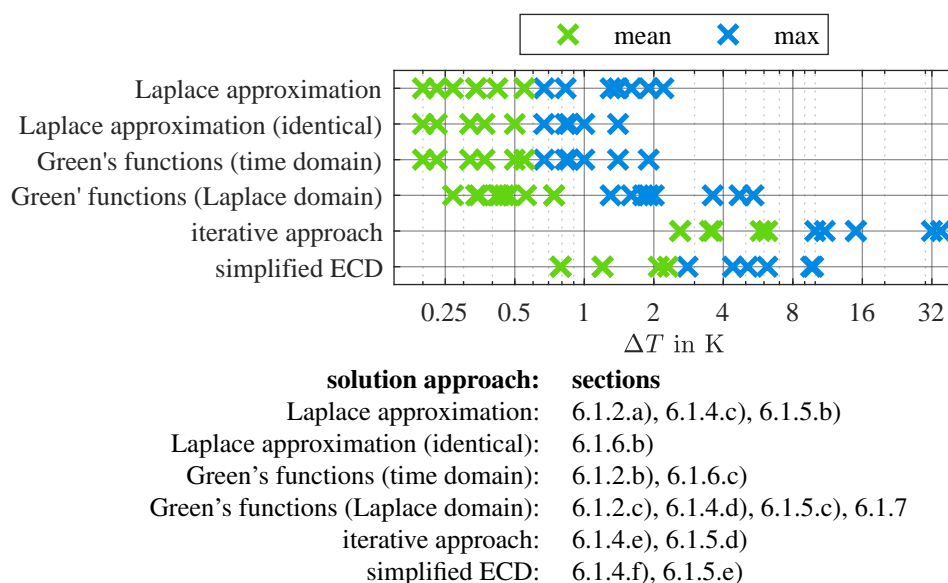 mean max
Laplace approximation
Laplace approximation (identical)
Green's functions (time domain)
Green' functions (Laplace domain)
iterative approach
simplified ECD
0.25 0.5 1 2 4 8 16 32
ΔT in K
solution approach: sections
Laplace approximation: 6.1.2.a), 6.1.4.c), 6.1.5.b)
Laplace approximation (identical): 6.1.6.b)
Green’s functions (time domain): 6.1.2.b), 6.1.6.c)
Green’s functions (Laplace domain): 6.1.2.c), 6.1.4.d), 6.1.5.c), 6.1.7
iterative approach: 6.1.4.e), 6.1.5.d)
simplified ECD: 6.1.4.f), 6.1.5.e)